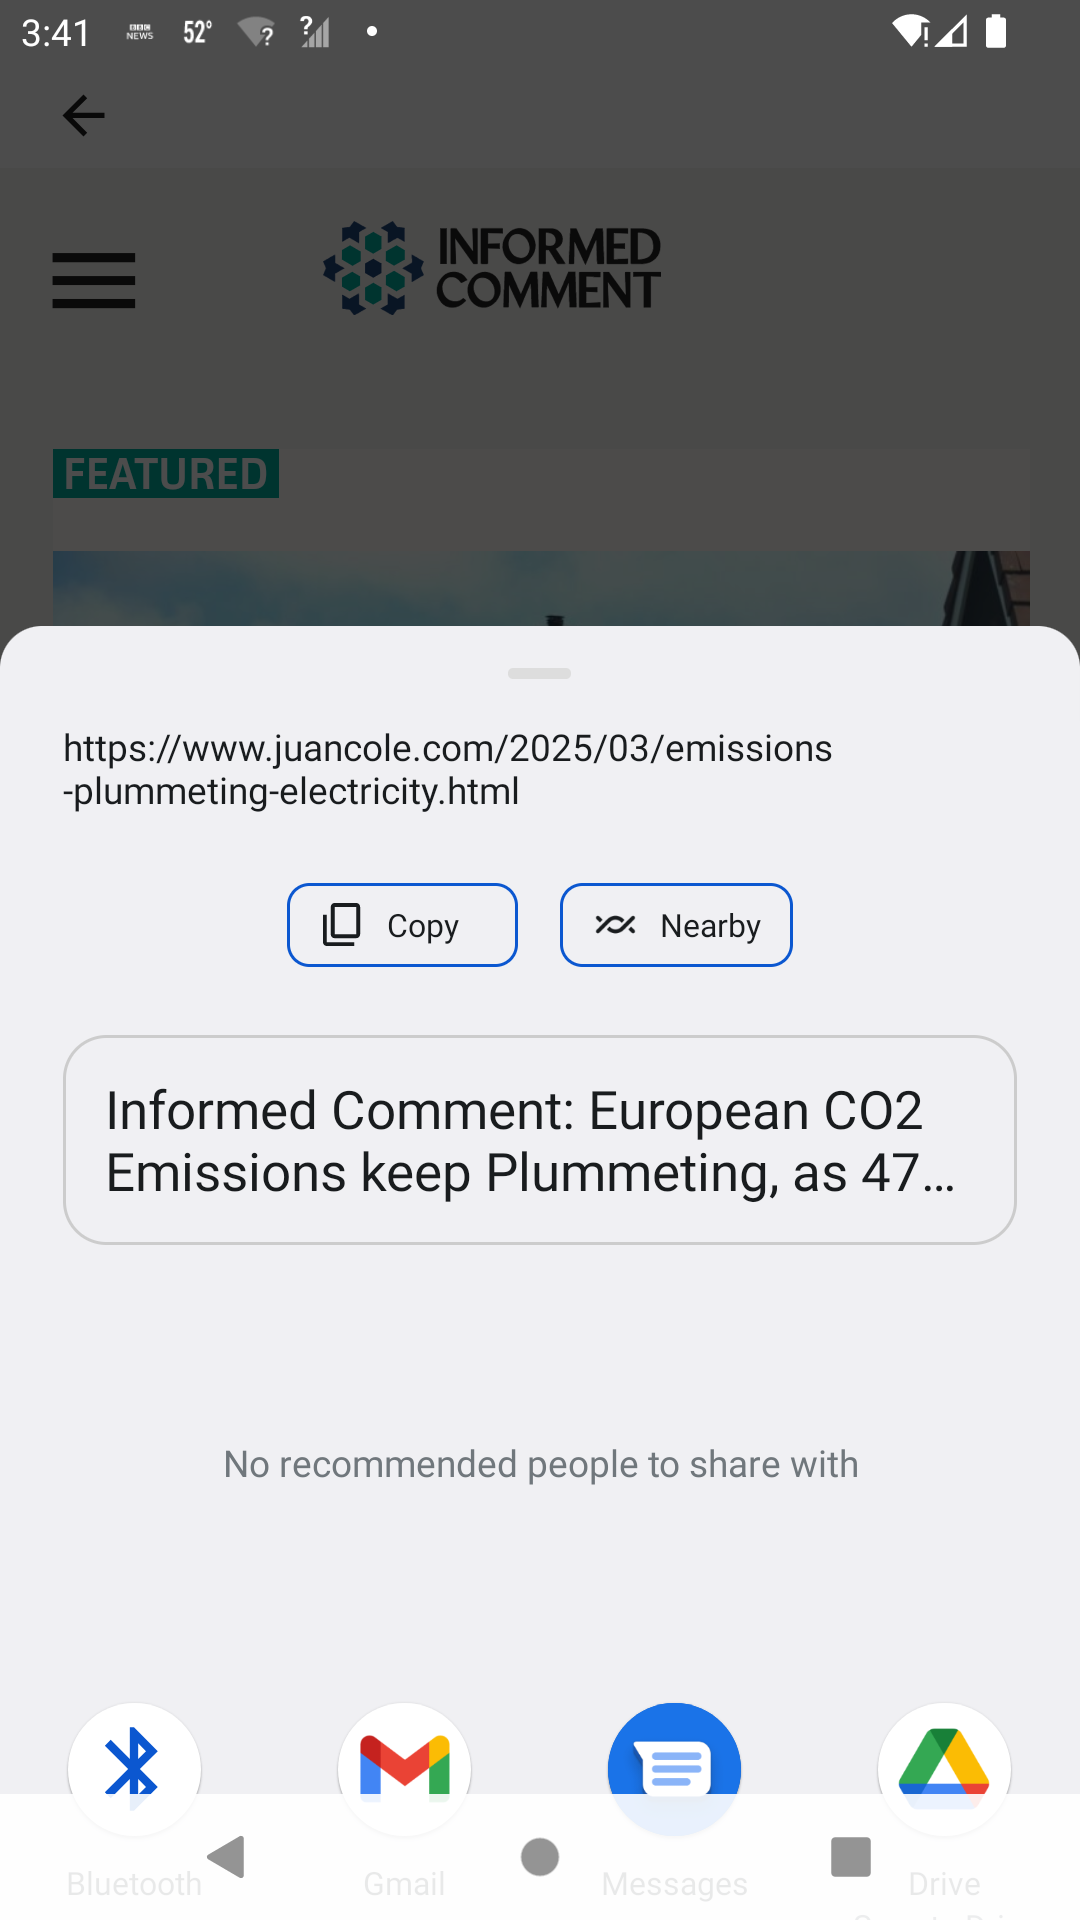 3:41
BBC
NEWS
52°
?
?
!
INFORMED
COMMENT
FEATURED
https://www.juancole.com/2025/03/emissions
-plummeting-electricity.html
Copy
Nearby
Informed Comment: European CO2
Emissions keep Plummeting, as 47…
No recommended people to share with
Bluetooth
Gmail
Messages
Drive